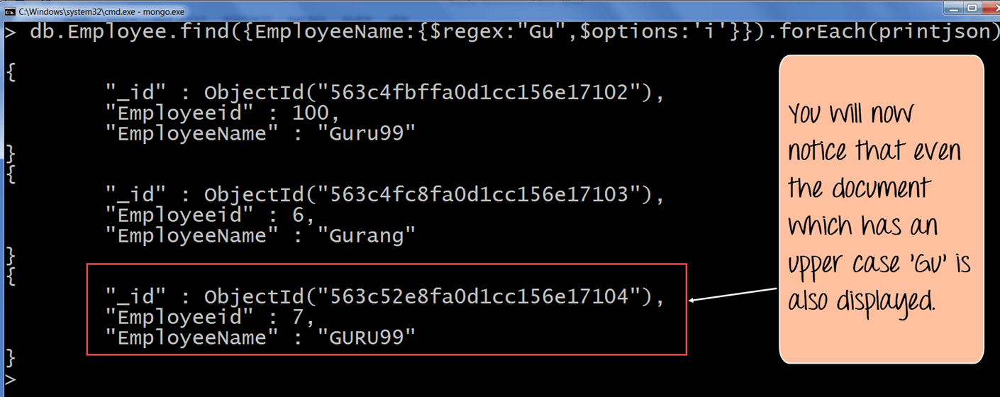 C:\Windows\system32\cmd.exe - mongo.exe
> db.Employee.find({EmployeeName:{$regex:"Gu",$options:'i'}}).forEach(printjson)
{
"_id" : ObjectId("563c4fbffa0d1cc156e17102"),
"Employeeid" : 100,
"EmployeeName" : "Guru99"
}
{
"_id" : ObjectId("563c4fc8fa0d1cc156e17103"),
"Employeeid" : 6,
"EmployeeName" : "Gurang"
}
{
"_id" : ObjectId("563c52e8fa0d1cc156e17104"),
"Employeeid" : 7,
"EmployeeName" : "GURU99"
}
>
You will now
notice that even
the document
which has an
upper case 'Gu' is
also displayed.